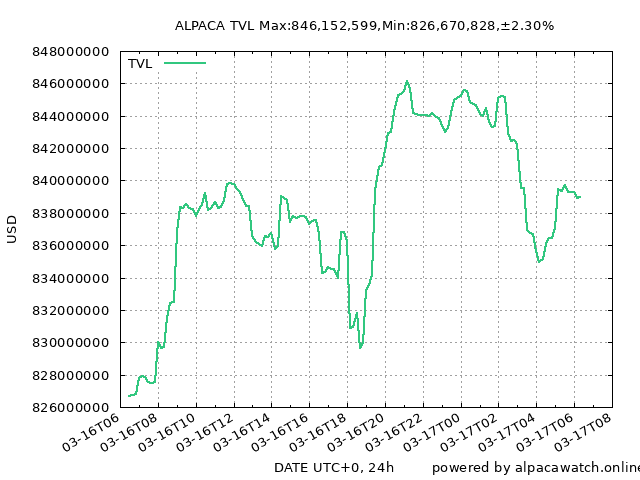 ALPACA TVL Max:846,152,599,Min:826,670,828,±2.30%
TVL
848000000
846000000
844000000
842000000
840000000
838000000
836000000
834000000
832000000
830000000
828000000
826000000
USD
03-16T06
03-16T08
03-16T10
03-16T12
03-16T14
03-16T16
03-16T18
03-16T20
03-16T22
03-17T00
03-17T02
03-17T04
03-17T06
03-17T08
DATE UTC+0, 24h
powered by alpacawatch.online